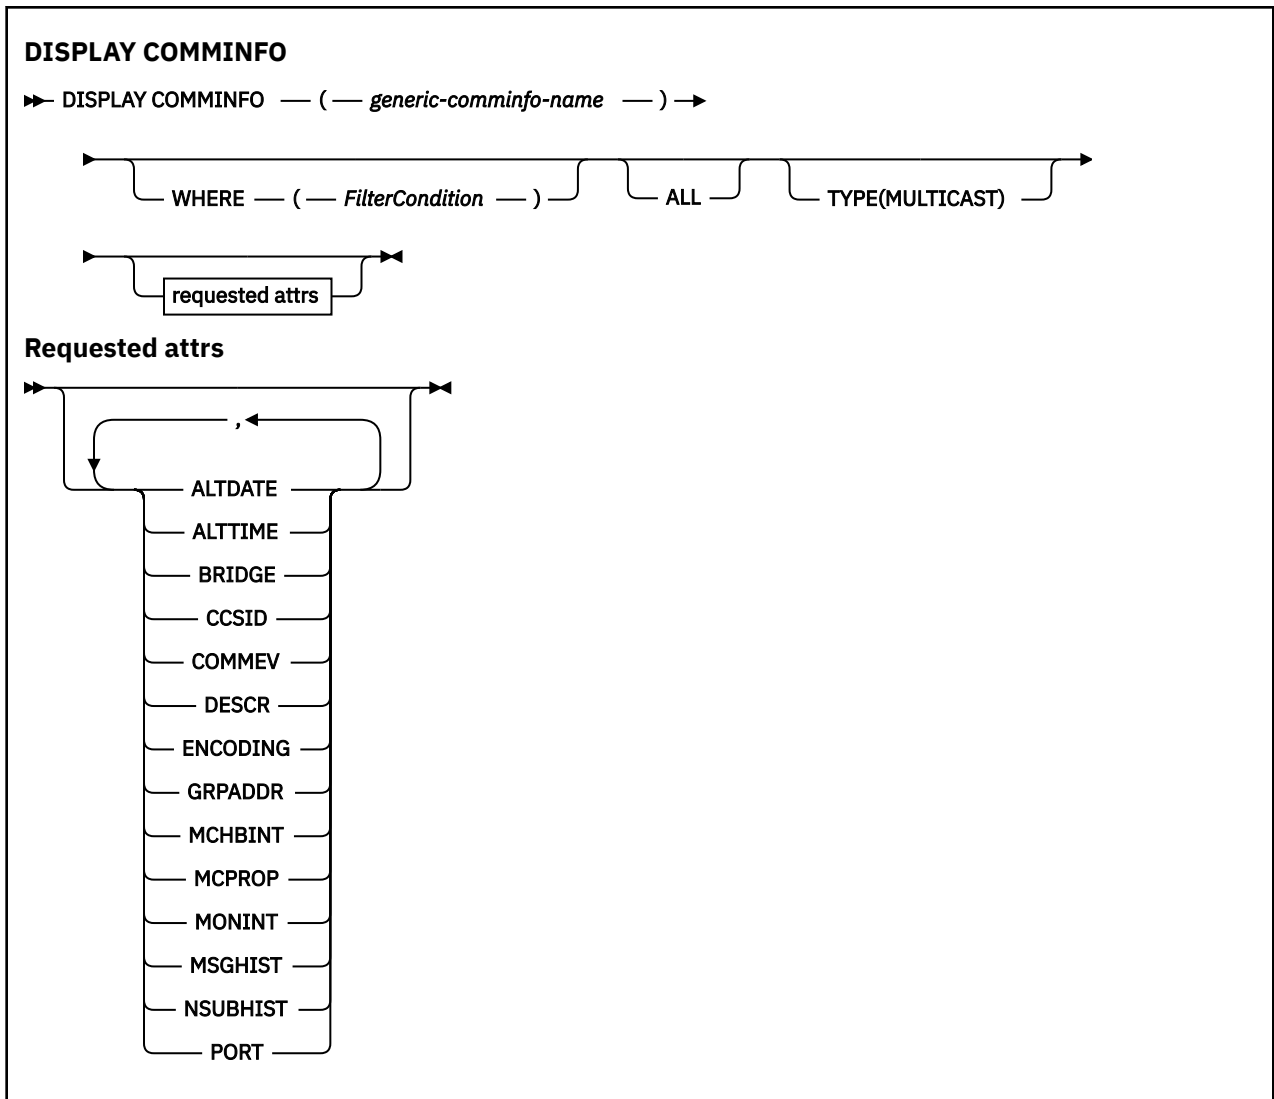 DISPLAY COMMINFO
DISPLAY COMMINFO ( generic-comminfo-name )
WHERE ( FilterCondition ) ALL TYPE(MULTICAST)
requested attrs
Requested attrs
,
ALTDATE
ALTTIME
BRIDGE
CCSID
COMMEV
DESCR
ENCODING
GRPADDR
MCHBINT
MCPROP
MONINT
MSGHIST
NSUBHIST
PORT